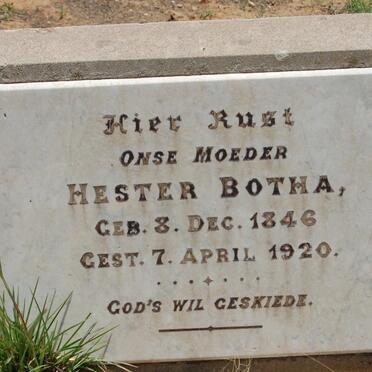 Hier Rust
ONSE MOEDER
HESTER BOTHA,
GEB. 8. DEC. 1846
GEST. 7. APRIL 1920.
GOD'S WIL GESKIEDE.